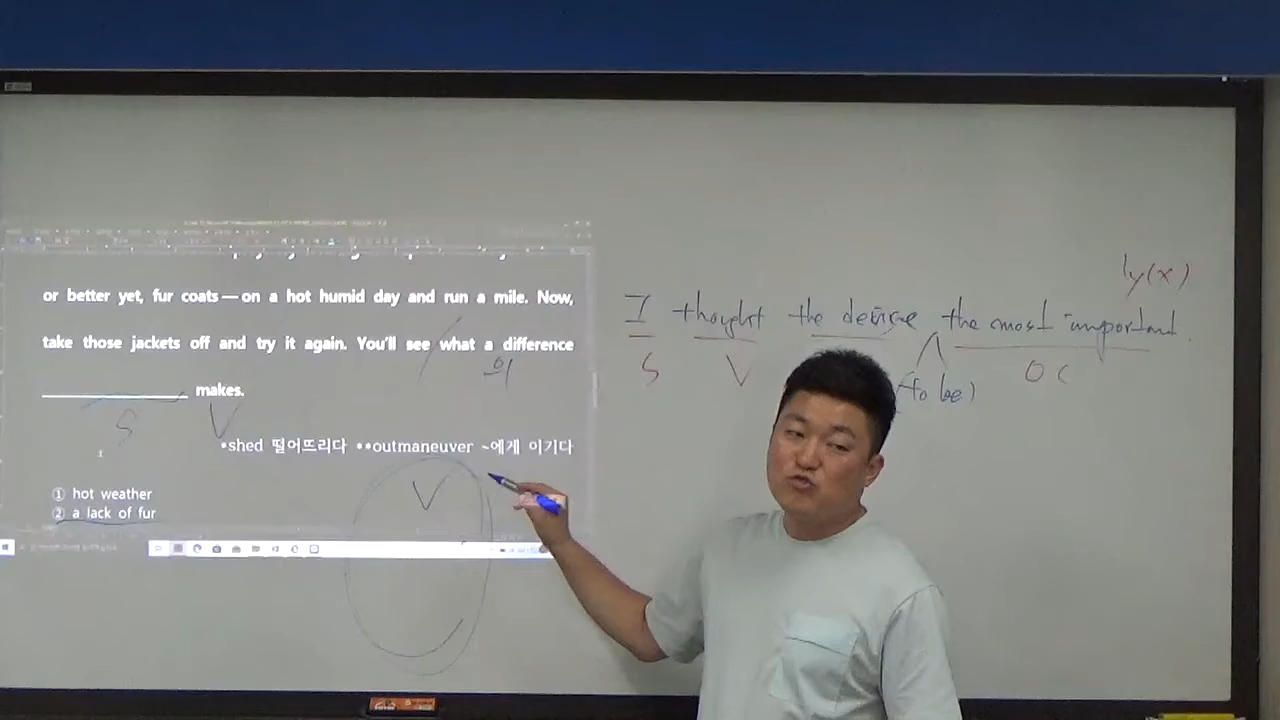 or better yet, fur coats—on a hot humid day and run a mile. Now,
take those jackets off and try it again. You'll see what a difference
의
____________ makes.
S V
*shed 떨어뜨리다 **outmaneuver ~에게 이기다
① hot weather
② a lack of fur
V
ly(x)
I thought the device the most important.
S V O C
(to be)